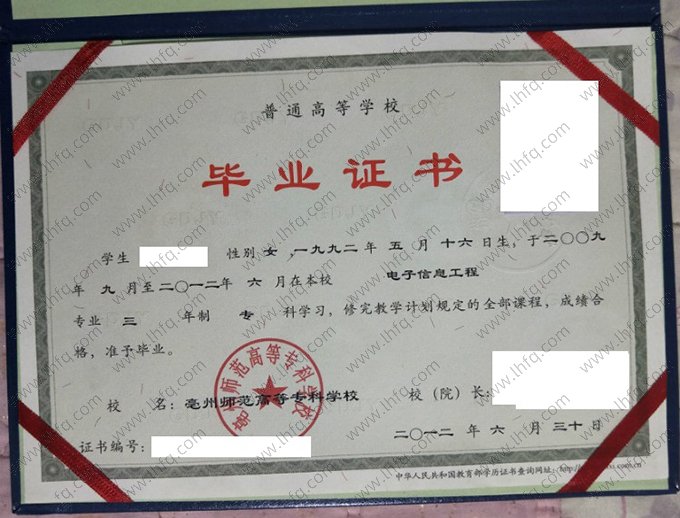 普通高等学校
毕业证书
学生 性别 女 ,一九九二 年 五 月 十六 日生，于二〇〇九
年 九 月至二〇一二年 六 月在本校 电子信息工程
专业 三 年制 专 科学习，修完教学计划规定的全部课程，成绩合
格，准予毕业。
校 名：亳州师范高等专科学校 校（院）长：
二〇一二 年 六 月 三十日
证书编号：
中华人民共和国教育部学历证书查询网址：http://
www.lhfq.com